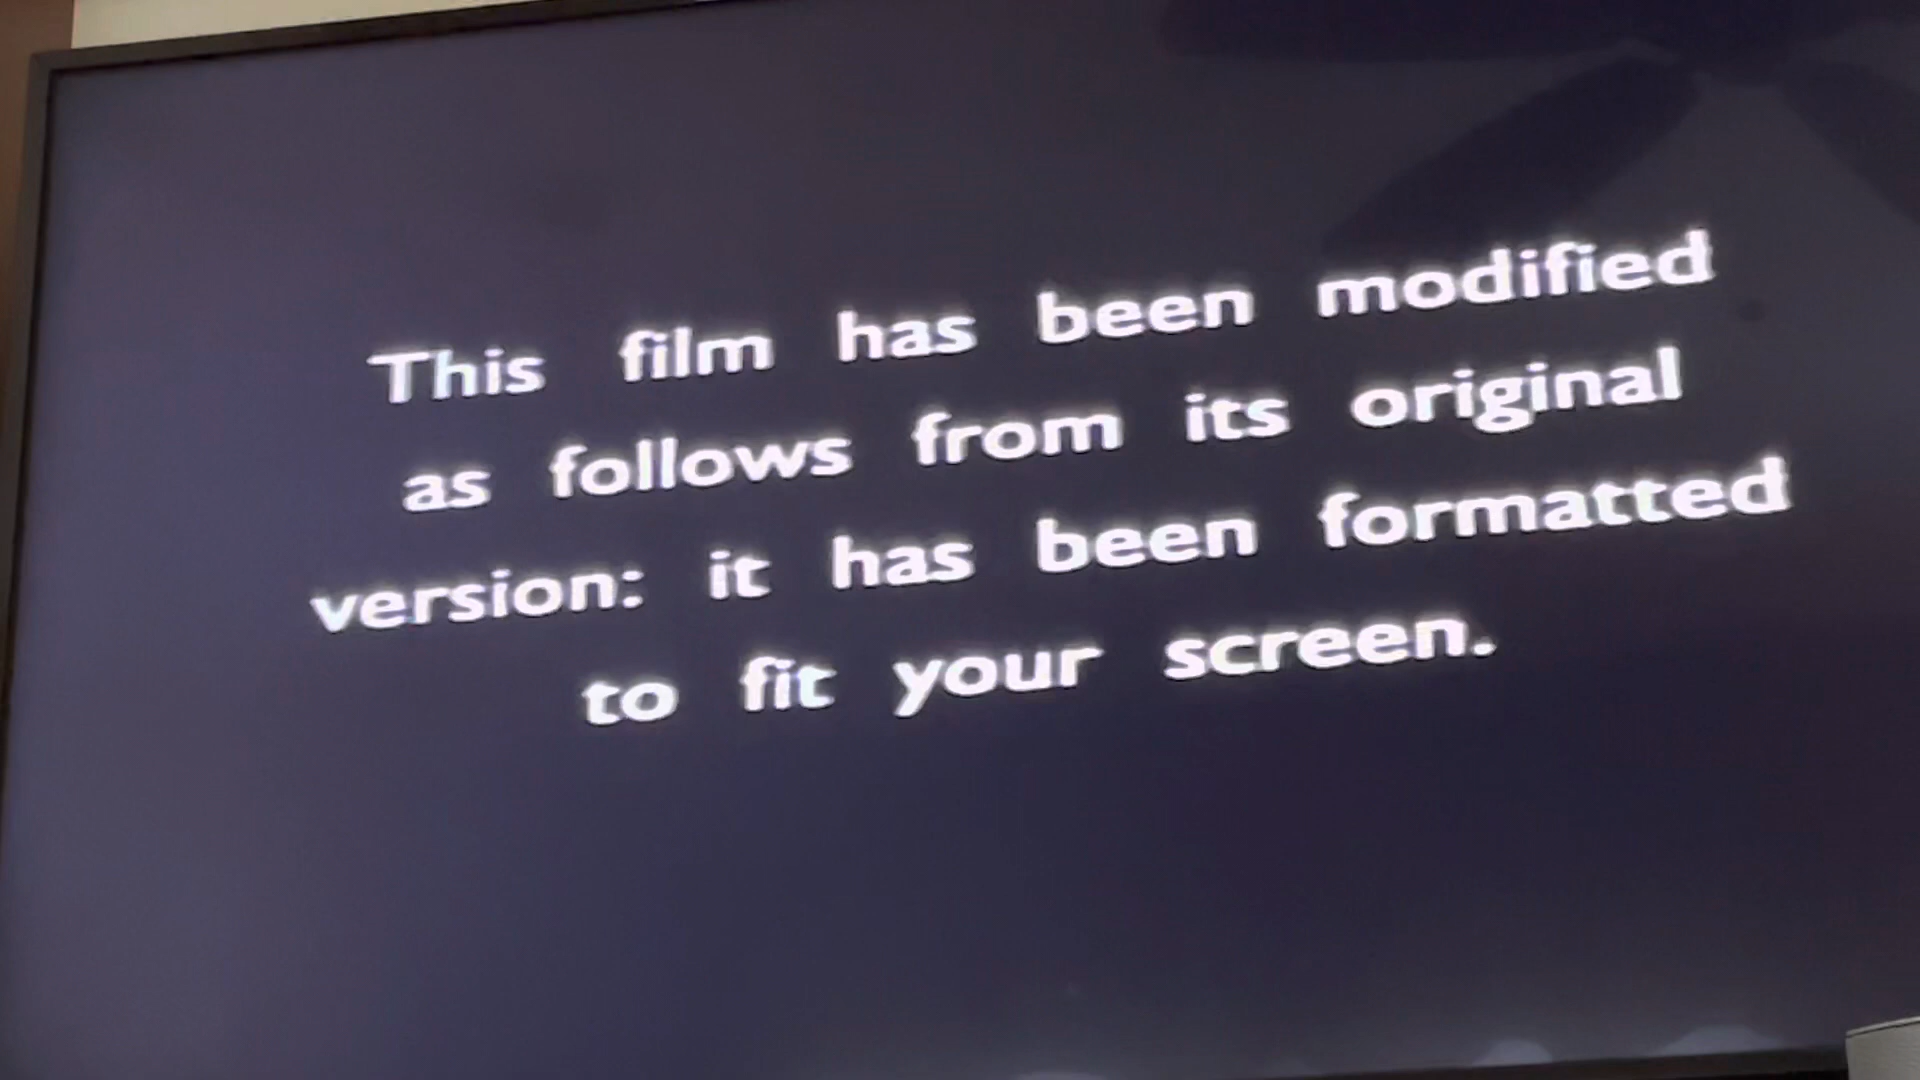 This film has been modified
as follows from its original
version: it has been formatted
to fit your screen.